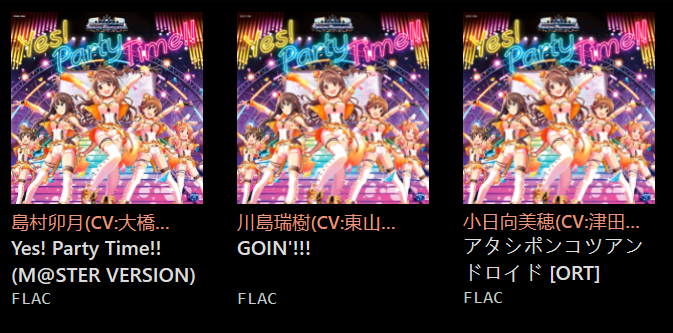 Yes! Party Time!!
Yes! Party Time!!
Yes! Party Time!!
島村卯月(CV:大橋...
Yes! Party Time!!
(M@STER VERSION)
FLAC
川島瑞樹(CV:東山...
GOIN'!!!
FLAC
小日向美穂(CV:津田...
アタシポンコツアン
ドロイド [ORT]
FLAC